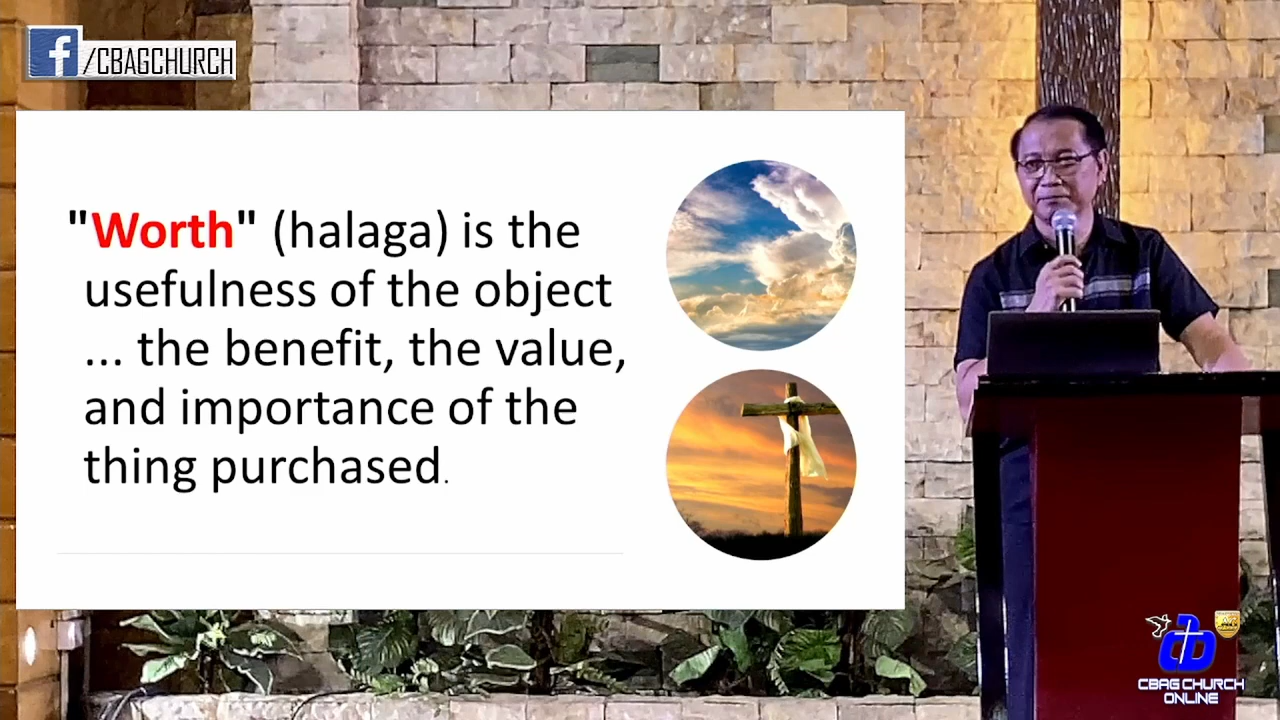 f/CBAGCHURCH
"Worth" (halaga) is the
usefulness of the object
... the benefit, the value,
and importance of the
thing purchased.
CBAG CHURCH
ONLINE